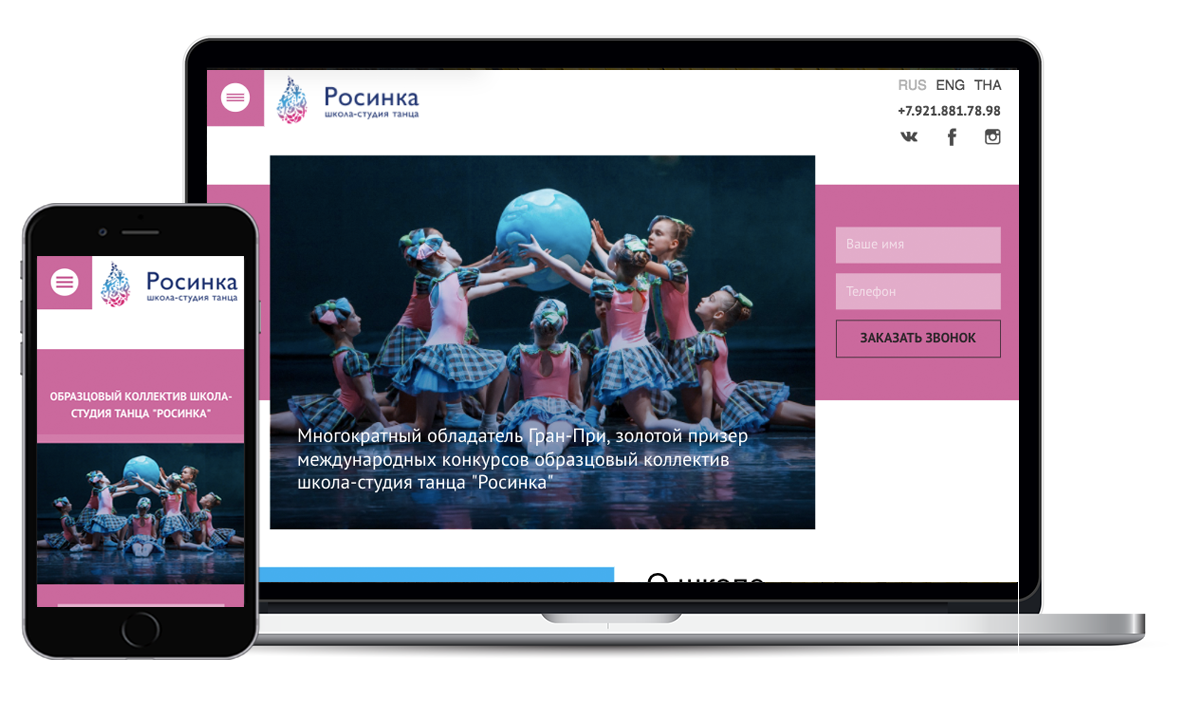 Росинка
школа-студия танца
RUS ENG THA
+7.921.881.78.98
Ваше имя
Телефон
ЗАКАЗАТЬ ЗВОНОК
Многократный обладатель Гран-При, золотой призер
международных конкурсов образцовый коллектив
школа-студия танца "Росинка"
О школе
Росинка
школа-студия танца
ОБРАЗЦОВЫЙ КОЛЛЕКТИВ ШКОЛА-
СТУДИЯ ТАНЦА "РОСИНКА"